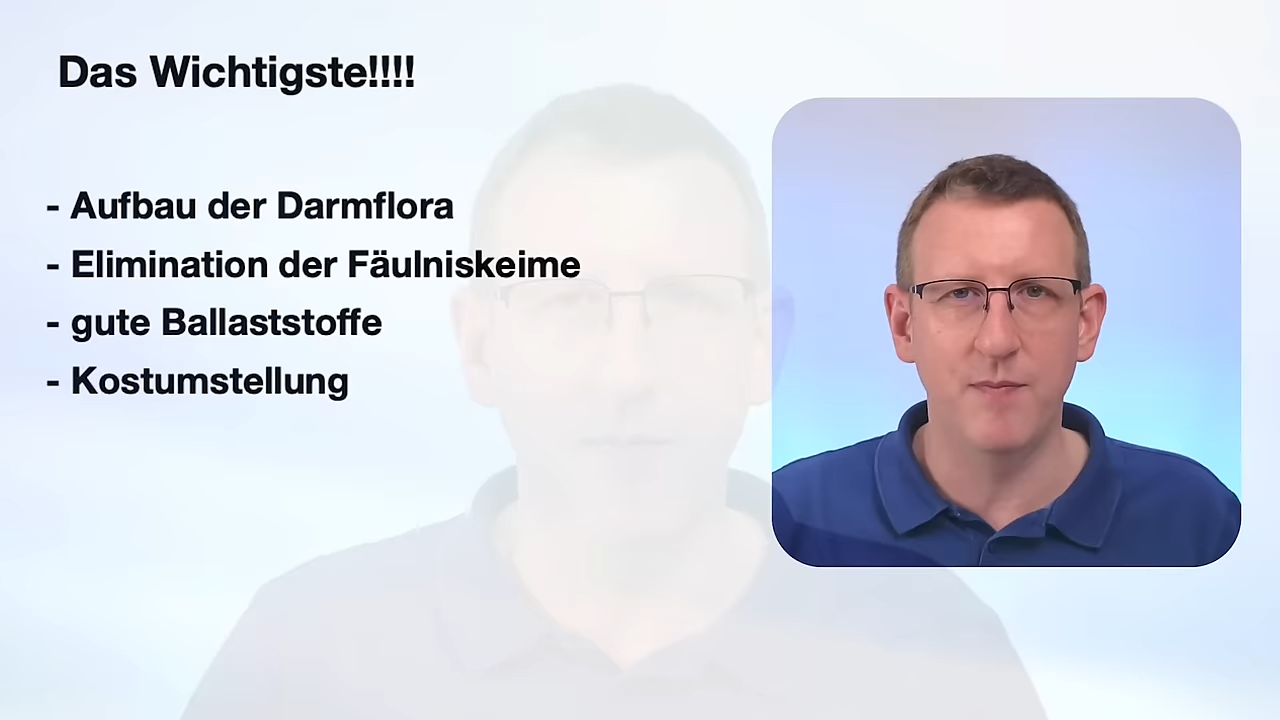 Das Wichtigste!!!!
- Aufbau der Darmflora
- Elimination der Fäulniskeime
- gute Ballaststoffe
- Kostumstellung